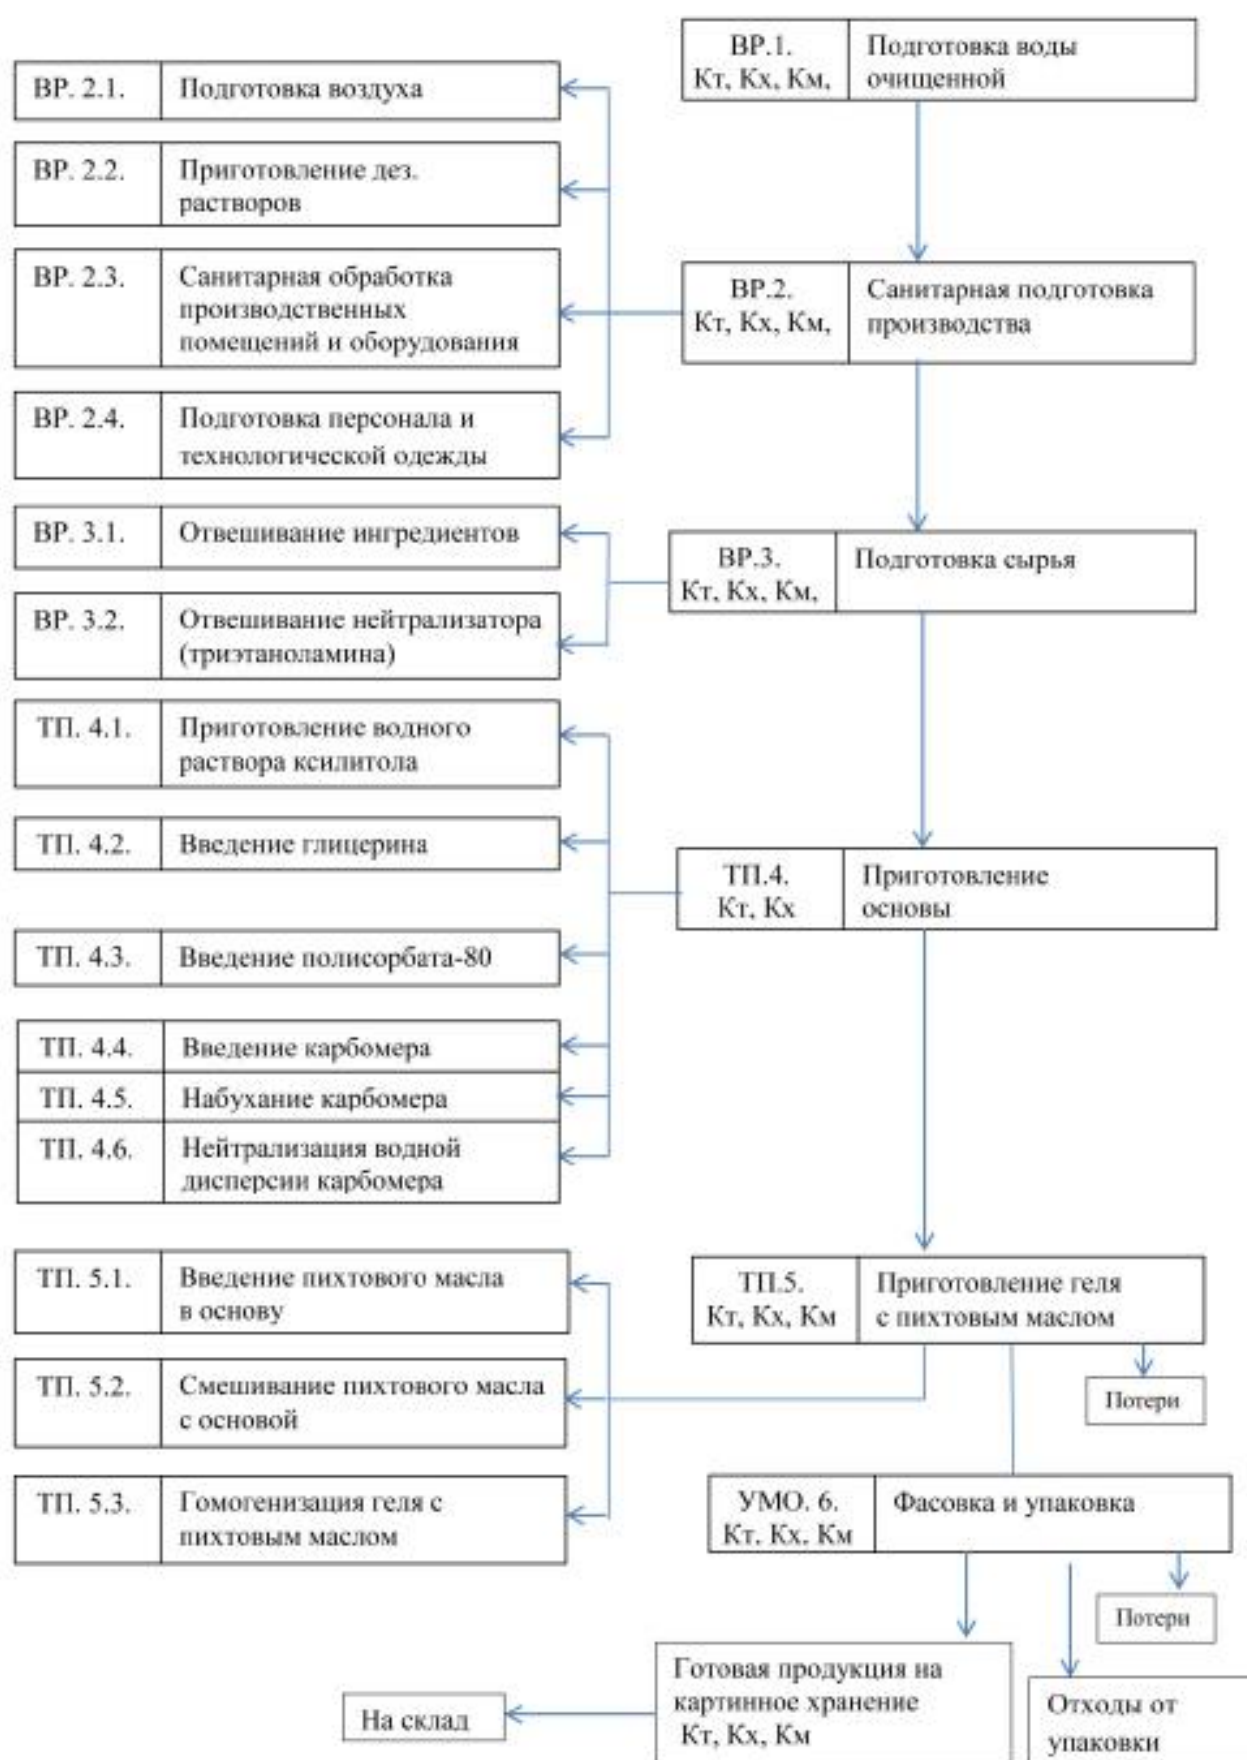 ВР.1.
Кт, Кх, Км,
Подготовка воды
очищенной
ВР. 2.1.
Подготовка воздуха
ВР. 2.2.
Приготовление дез.
растворов
ВР. 2.3.
Санитарная обработка
производственных
помещений и оборудования
ВР.2.
Кт, Кх, Км,
Санитарная подготовка
производства
ВР. 2.4.
Подготовка персонала и
технологической одежды
ВР. 3.1.
Отвешивание ингредиентов
ВР.3.
Кт, Кх, Км,
Подготовка сырья
ВР. 3.2.
Отвешивание нейтрализатора
(триэтаноламина)
ТП. 4.1.
Приготовление водного
раствора ксилитола
ТП. 4.2.
Введение глицерина
ТП.4.
Кт, Кх
Приготовление
основы
ТП. 4.3.
Введение полисорбата-80
ТП. 4.4.
Введение карбомера
ТП. 4.5.
Набухание карбомера
ТП. 4.6.
Нейтрализация водной
дисперсии карбомера
ТП. 5.1.
Введение пихтового масла
в основу
ТП.5.
Кт, Кх, Км
Приготовление геля
с пихтовым маслом
ТП. 5.2.
Смешивание пихтового масла
с основой
Потери
ТП. 5.3.
Гомогенизация геля с
пихтовым маслом
УМО. 6.
Кт. Кх. Км
Фасовка и упаковка
Потери
Готовая продукция на
картинное хранение
Кт, Кх, Км
На склад
Отходы от
упаковки